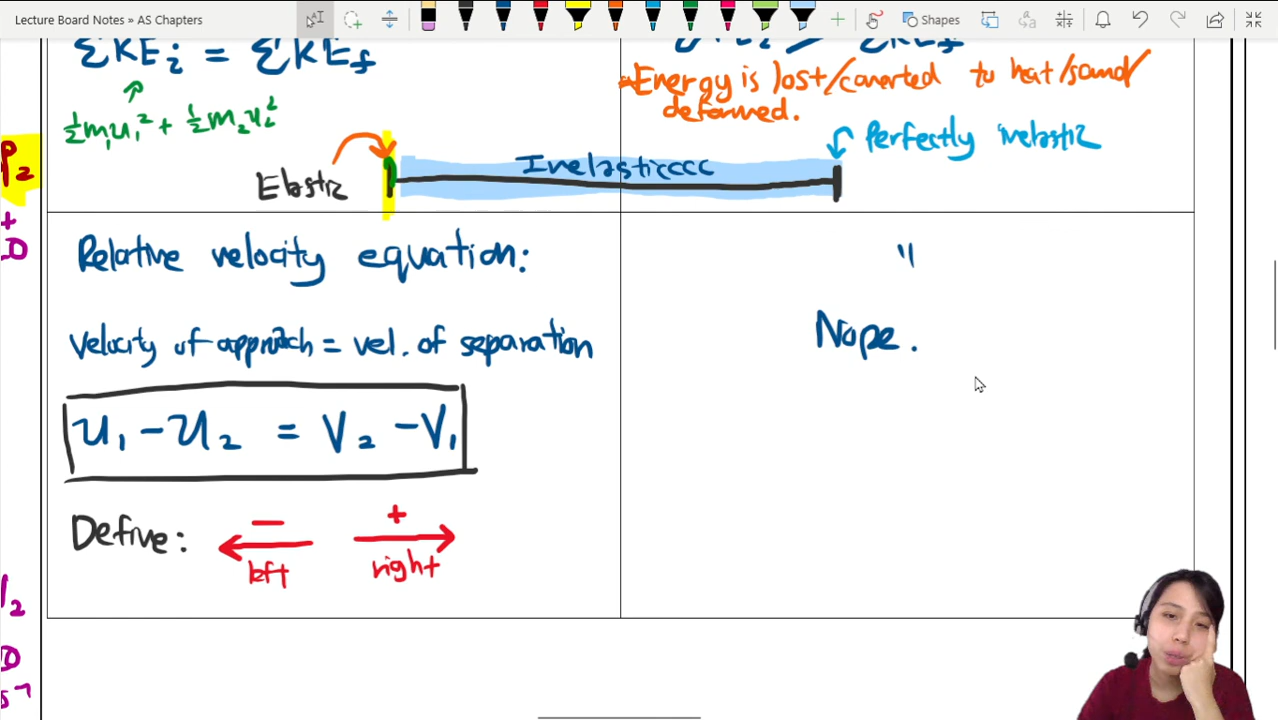 Lecture Board Notes » AS Chapters
Shapes
ΣKEi = ΣKEf
½m₁u₁² + ½m₂u₂²
Energy is lost/converted to heat/sound/
deformed.
P₂
Perfectly inelastic
Elastic
Inelasticccc
+
D
Relative velocity equation:
"
Velocity of approach = vel. of separation
Nope.
u₁ - u₂ = V₂ - V₁
Define:
-
+
left
right
D